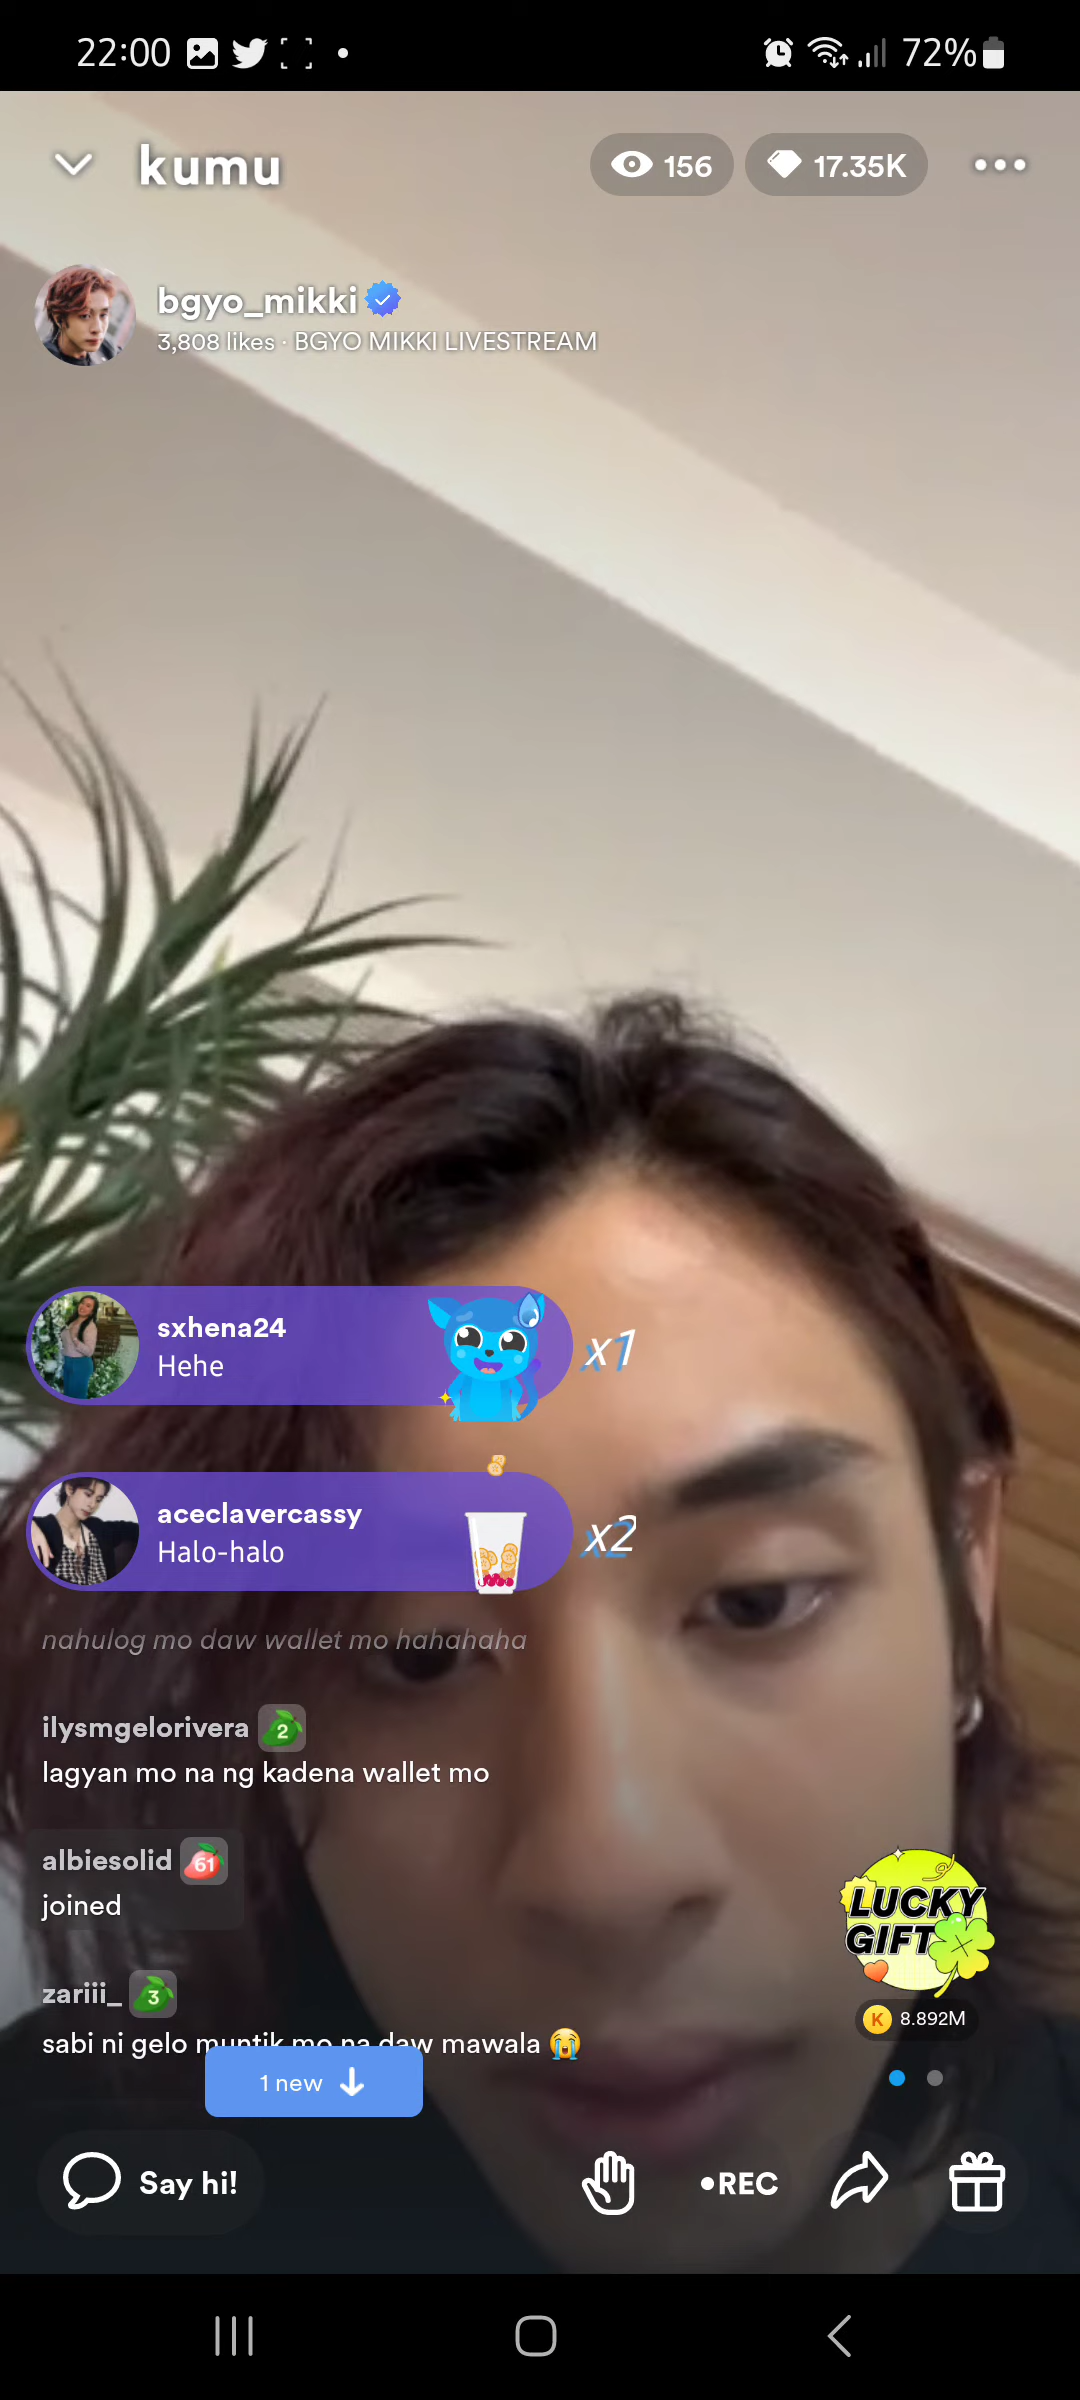 22:00
72%
kumu
156
17.35K
bgyo_mikki
3,808 likes · BGYO MIKKI LIVESTREAM
sxhena24
Hehe
x1
aceclavercassy
Halo-halo
x2
nahulog mo daw wallet mo hahahaha
ilysmgelorivera 2
lagyan mo na ng kadena wallet mo
albiesolid 61
joined
zariii_ 3
sabi ni gelo muntik mo na daw mawala 😭
LUCKY
GIFT
K 8.892M
1 new
Say hi!
•REC